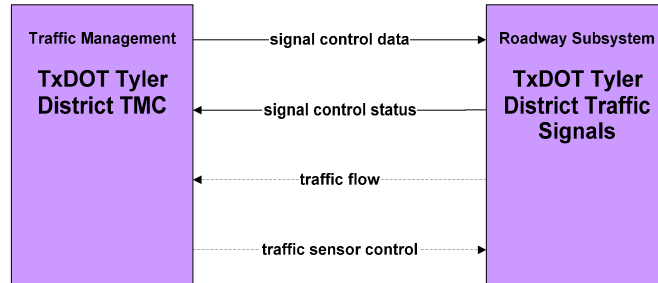 Traffic Management
TxDOT Tyler
District TMC
signal control data
signal control status
traffic flow
traffic sensor control
Roadway Subsystem
TxDOT Tyler
District Traffic
Signals